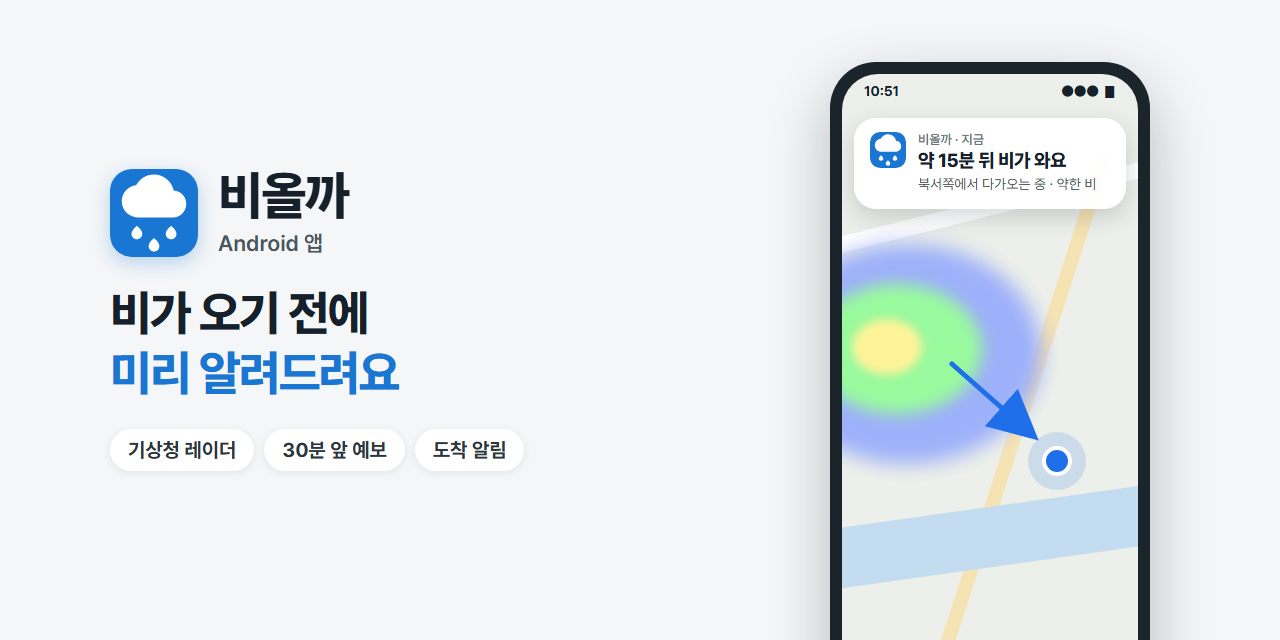 비올까
Android 앱
비가 오기 전에
미리 알려드려요
기상청 레이더
30분 앞 예보
도착 알림
10:51
비올까 · 지금
약 15분 뒤 비가 와요
북서쪽에서 다가오는 중 · 약한 비